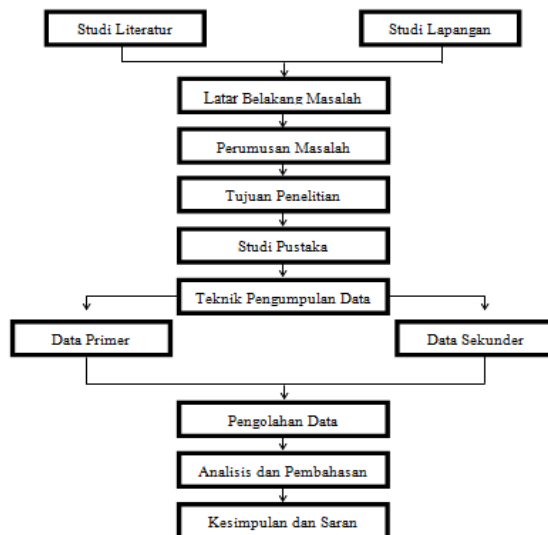 Studi Literatur
Studi Lapangan
Latar Belakang Masalah
Perumusan Masalah
Tujuan Penelitian
Studi Pustaka
Teknik Pengumpulan Data
Data Primer
Data Sekunder
Pengolahan Data
Analisis dan Pembahasan
Kesimpulan dan Saran